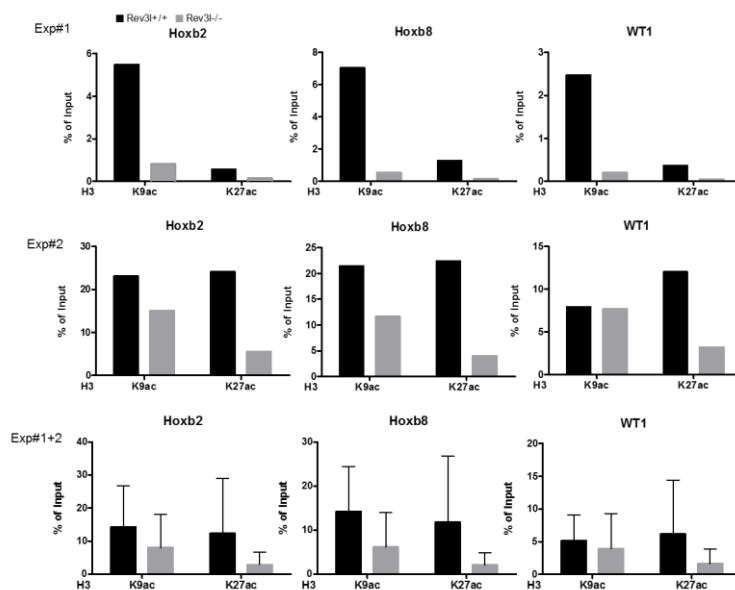 Rev3l+/+ Rev3l-/-
Exp#1
Hoxb2 Hoxb8 WT1
% of Input % of Input % of Input
6 8 3
4 6 2
2 4 1
0 2 0
0
H3 K9ac K27ac H3 K9ac K27ac H3 K9ac K27ac
Exp#2
Hoxb2 Hoxb8 WT1
% of Input % of Input % of Input
30 25 15
20 20 10
10 15 5
0 10 0
5
0
H3 K9ac K27ac H3 K9ac K27ac H3 K9ac K27ac
Exp#1+2
Hoxb2 Hoxb8 WT1
% of Input % of Input % of Input
40 30 20
30 20 15
20 10 10
10 0 5
0 0
H3 K9ac K27ac H3 K9ac K27ac H3 K9ac K27ac